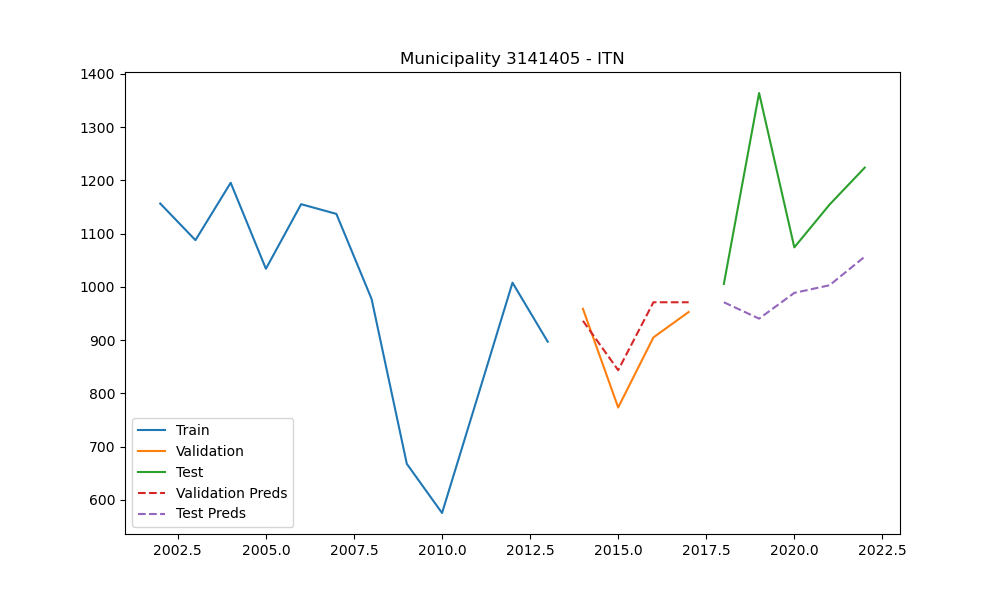 Municipality 3141405 - ITN
1400
1300
1200
1100
1000
900
800
700
600
Train
Validation
Test
Validation Preds
Test Preds
2002.5 2005.0 2007.5 2010.0 2012.5 2015.0 2017.5 2020.0 2022.5